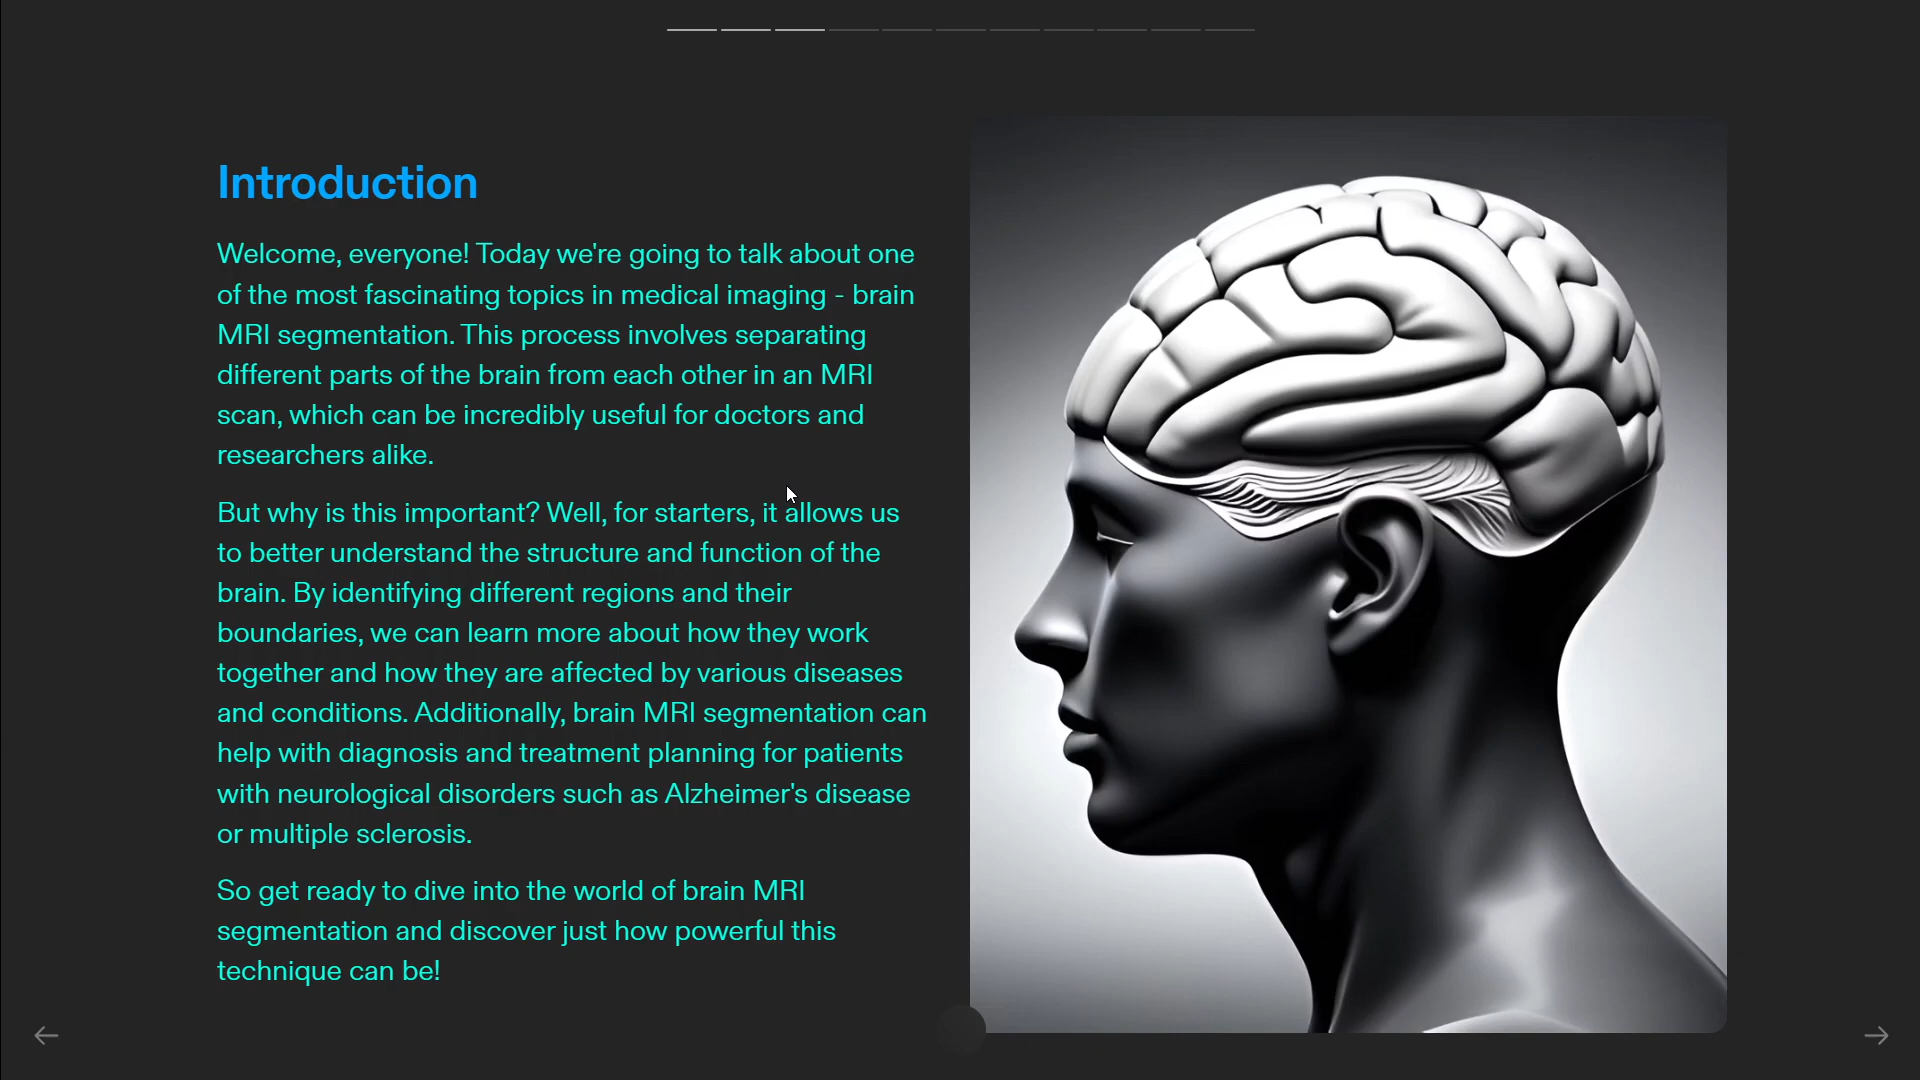 Introduction
Welcome, everyone! Today we're going to talk about one
of the most fascinating topics in medical imaging - brain
MRI segmentation. This process involves separating
different parts of the brain from each other in an MRI
scan, which can be incredibly useful for doctors and
researchers alike.
But why is this important? Well, for starters, it allows us
to better understand the structure and function of the
brain. By identifying different regions and their
boundaries, we can learn more about how they work
together and how they are affected by various diseases
and conditions. Additionally, brain MRI segmentation can
help with diagnosis and treatment planning for patients
with neurological disorders such as Alzheimer's disease
or multiple sclerosis.
So get ready to dive into the world of brain MRI
segmentation and discover just how powerful this
technique can be!